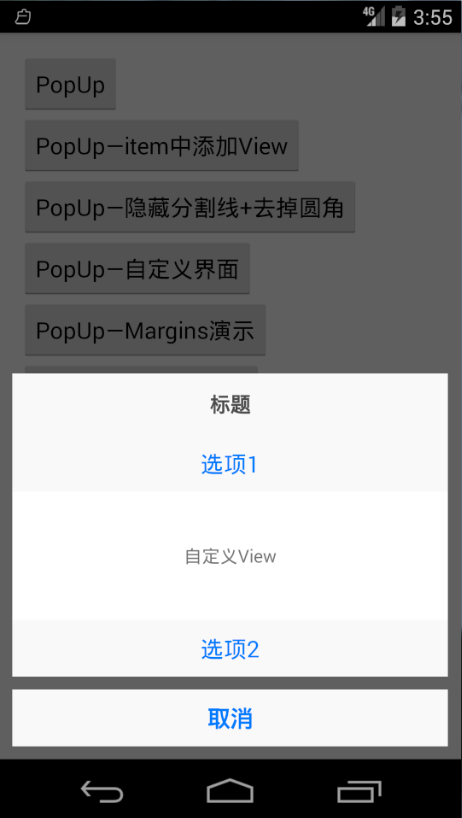 4G 3:55
PopUp
PopUp—item中添加View
PopUp—隐藏分割线+去掉圆角
PopUp—自定义界面
PopUp—Margins演示
标题
选项1
自定义View
选项2
取消